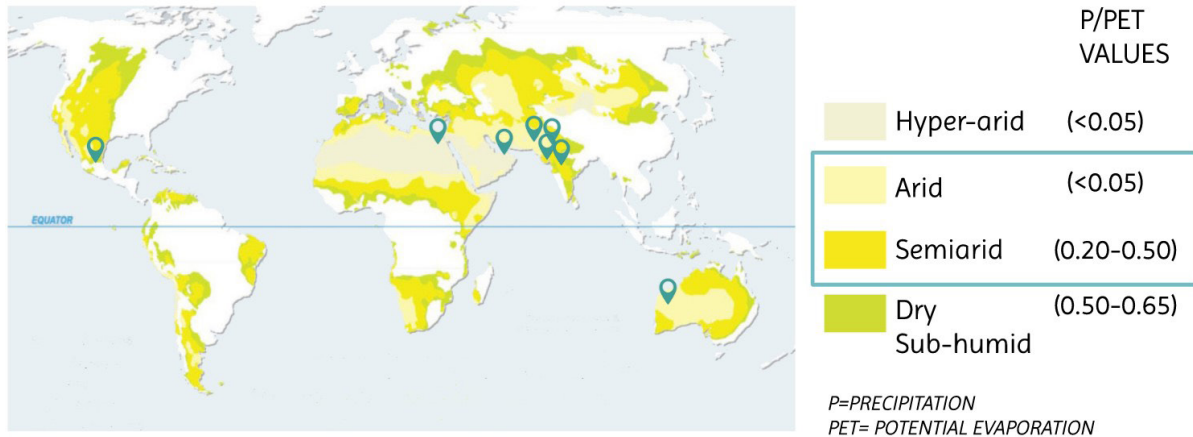 P/PET
VALUES
Hyper-arid (<0.05)
Arid (<0.05)
Semiarid (0.20-0.50)
Dry (0.50-0.65)
Sub-humid
EQUATOR
P=PRECIPITATION
PET= POTENTIAL EVAPORATION